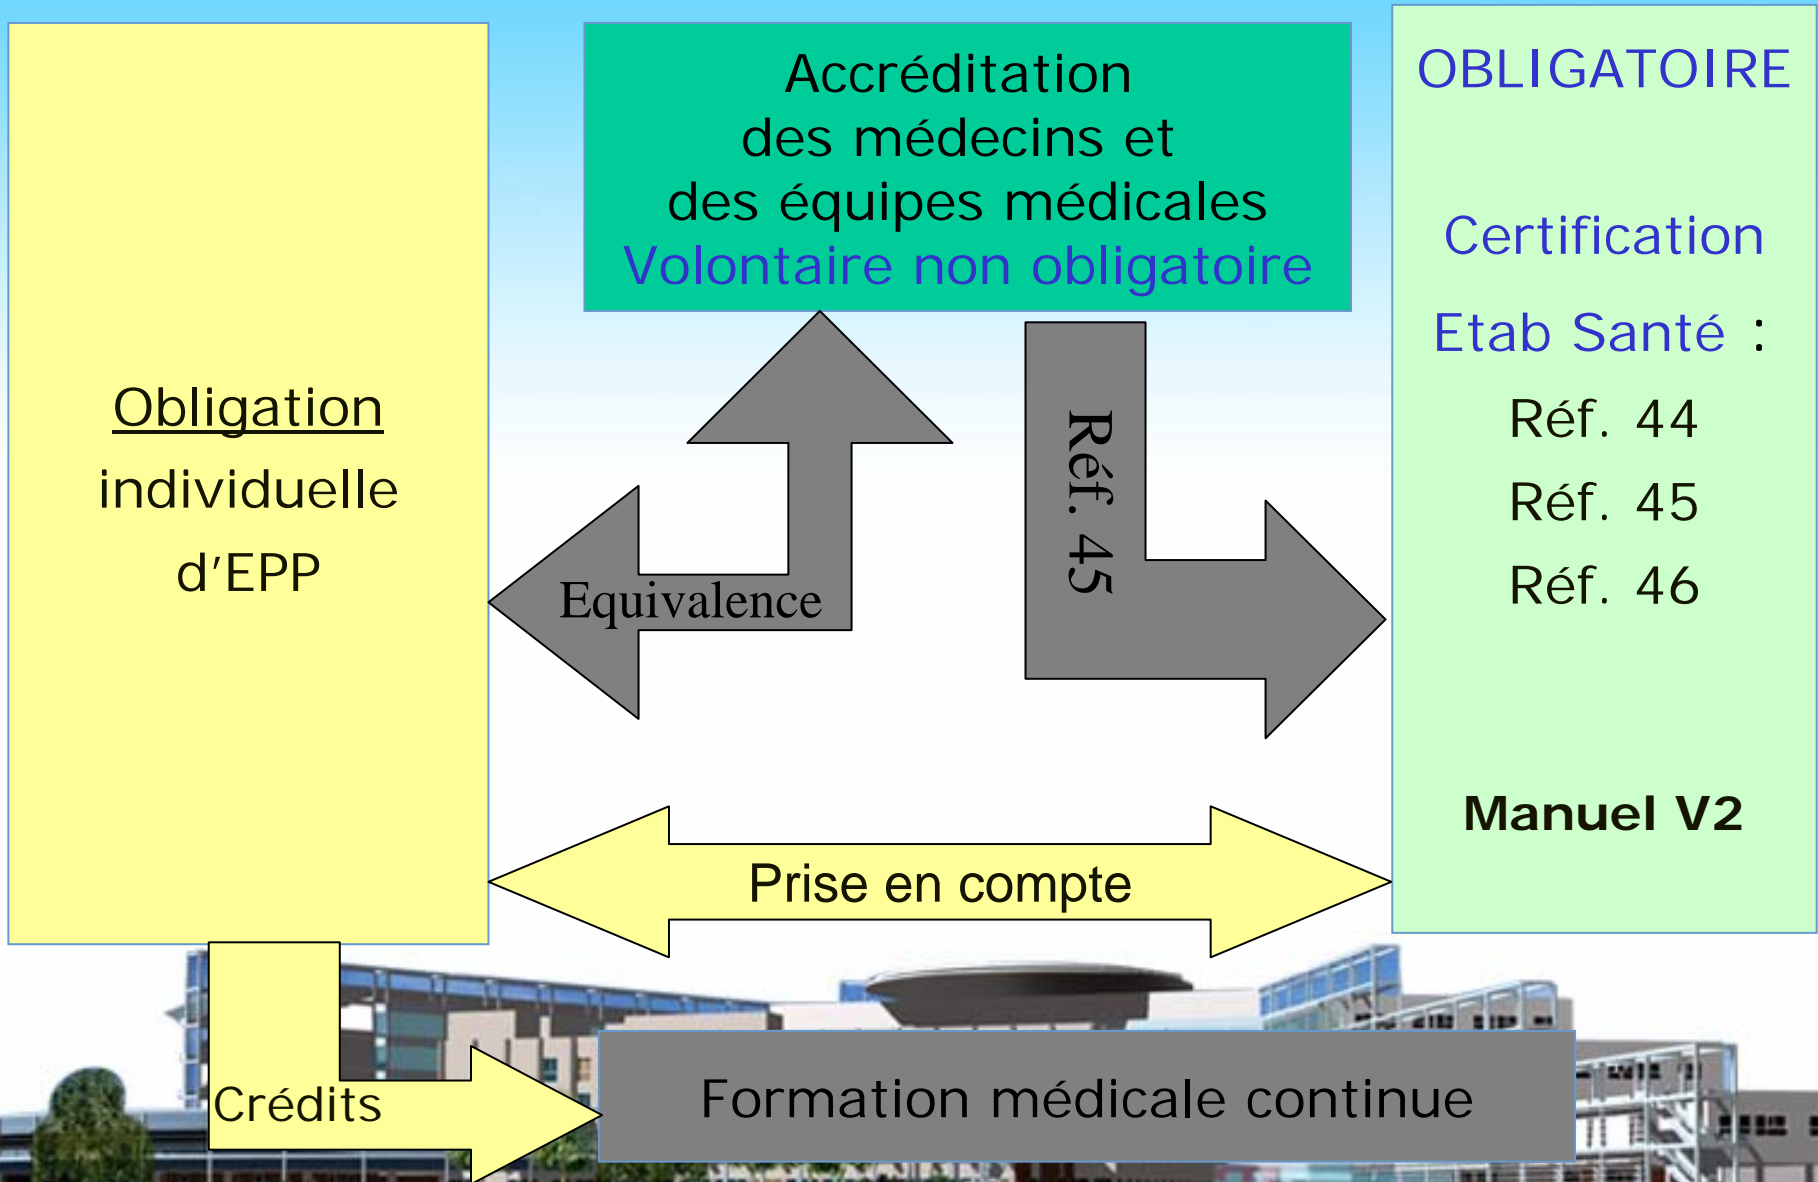 Obligation
individuelle
d’EPP
Accréditation
des médecins et
des équipes médicales
Volontaire non obligatoire
OBLIGATOIRE
Certification
Etab Santé :
Réf. 44
Réf. 45
Réf. 46
Manuel V2
Equivalence
Réf. 45
Prise en compte
Crédits
Formation médicale continue